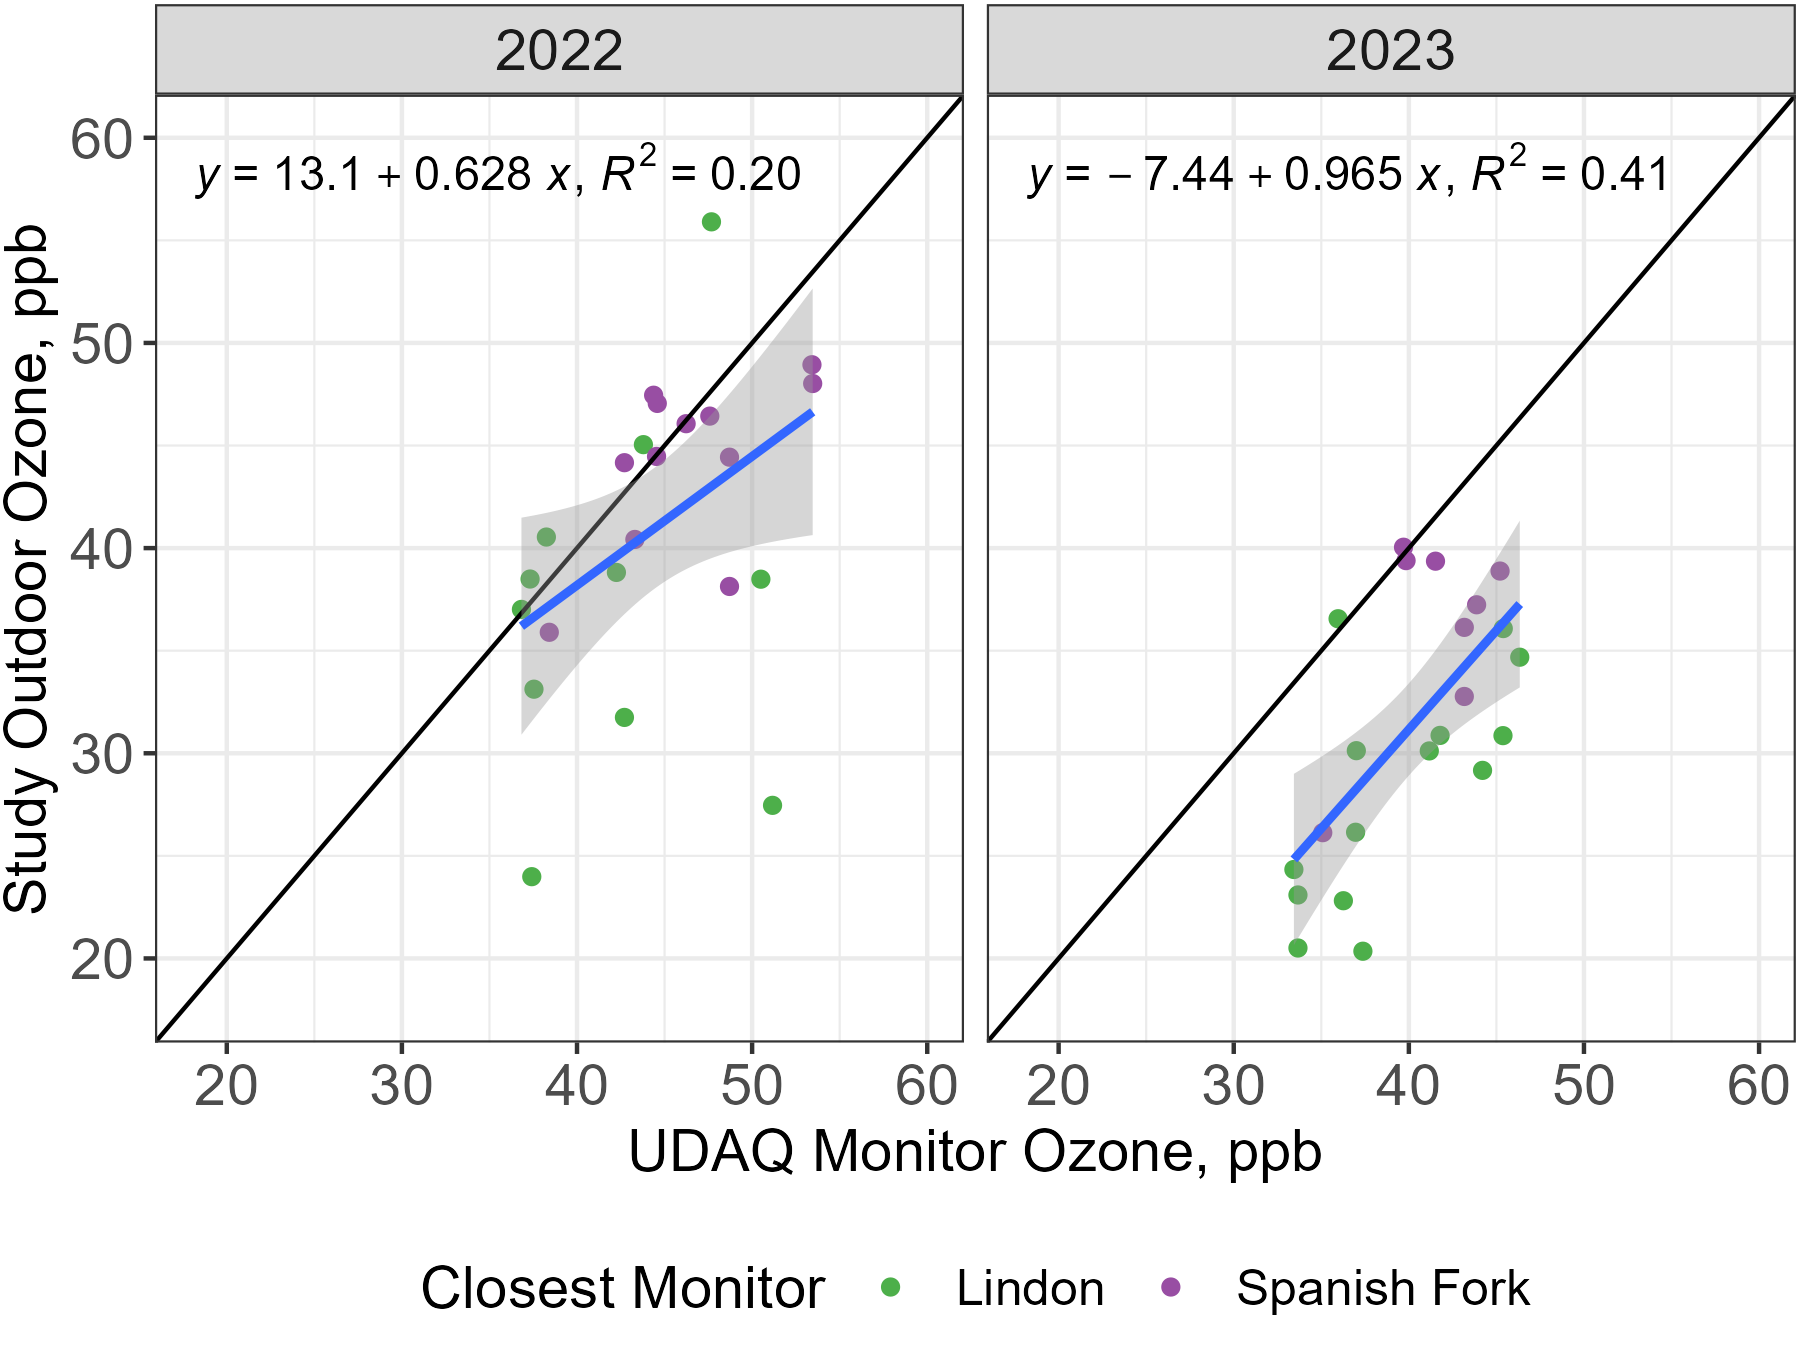 2022
2023
y = 13.1 + 0.628 x, R² = 0.20
y = − 7.44 + 0.965 x, R² = 0.41
Study Outdoor Ozone, ppb
60
50
40
30
20
20 30 40 50 60
20 30 40 50 60
UDAQ Monitor Ozone, ppb
Closest Monitor Lindon Spanish Fork